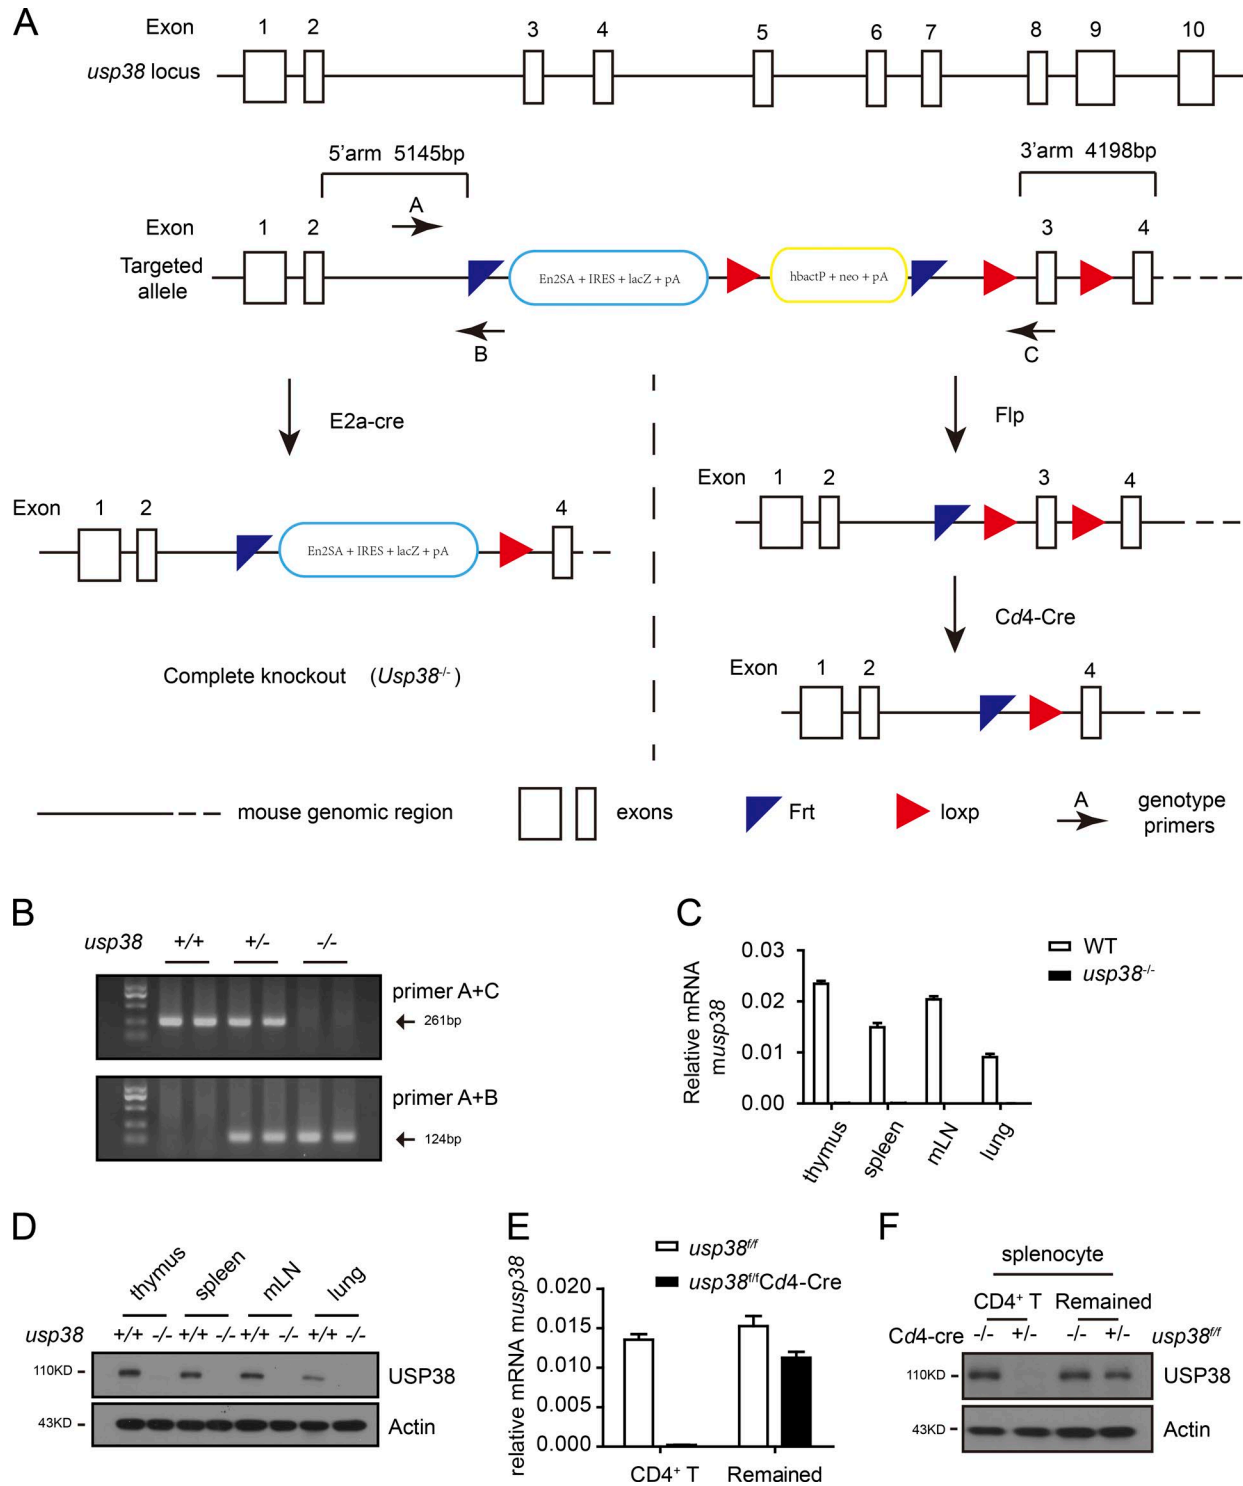 A
Exon 1 2 3 4 5 6 7 8 9 10
usp38 locus
5'arm 5145bp
3'arm 4198bp
A
Exon 1 2 3 4
Targeted
allele
En2SA + IRES + lacZ + pA
hbactP + neo + pA
B
C
E2a-cre
Flp
Exon 1 2 4
En2SA + IRES + lacZ + pA
Exon 1 2 3 4
Complete knockout (Usp38-/-)
Cd4-Cre
Exon 1 2 4
mouse genomic region
exons
Frt
loxp
A
genotype
primers
B
usp38 +/+ +/- -/-
primer A+C
261bp
primer A+B
124bp
C
Relative mRNA
musp38
0.03
0.02
0.01
0.00
WT
usp38-/-
thymus spleen mLN lung
D
thymus spleen mLN lung
usp38 +/+ -/- +/+ -/- +/+ -/- +/+ -/-
110KD
USP38
43KD
Actin
E
relative mRNA musp38
usp38f/f
usp38f/fCd4-Cre
0.020
0.015
0.010
0.005
0.000
CD4+ T Remained
F
splenocyte
CD4+ T Remained
Cd4-cre -/- +/- -/- +/- usp38f/f
110KD
USP38
43KD
Actin